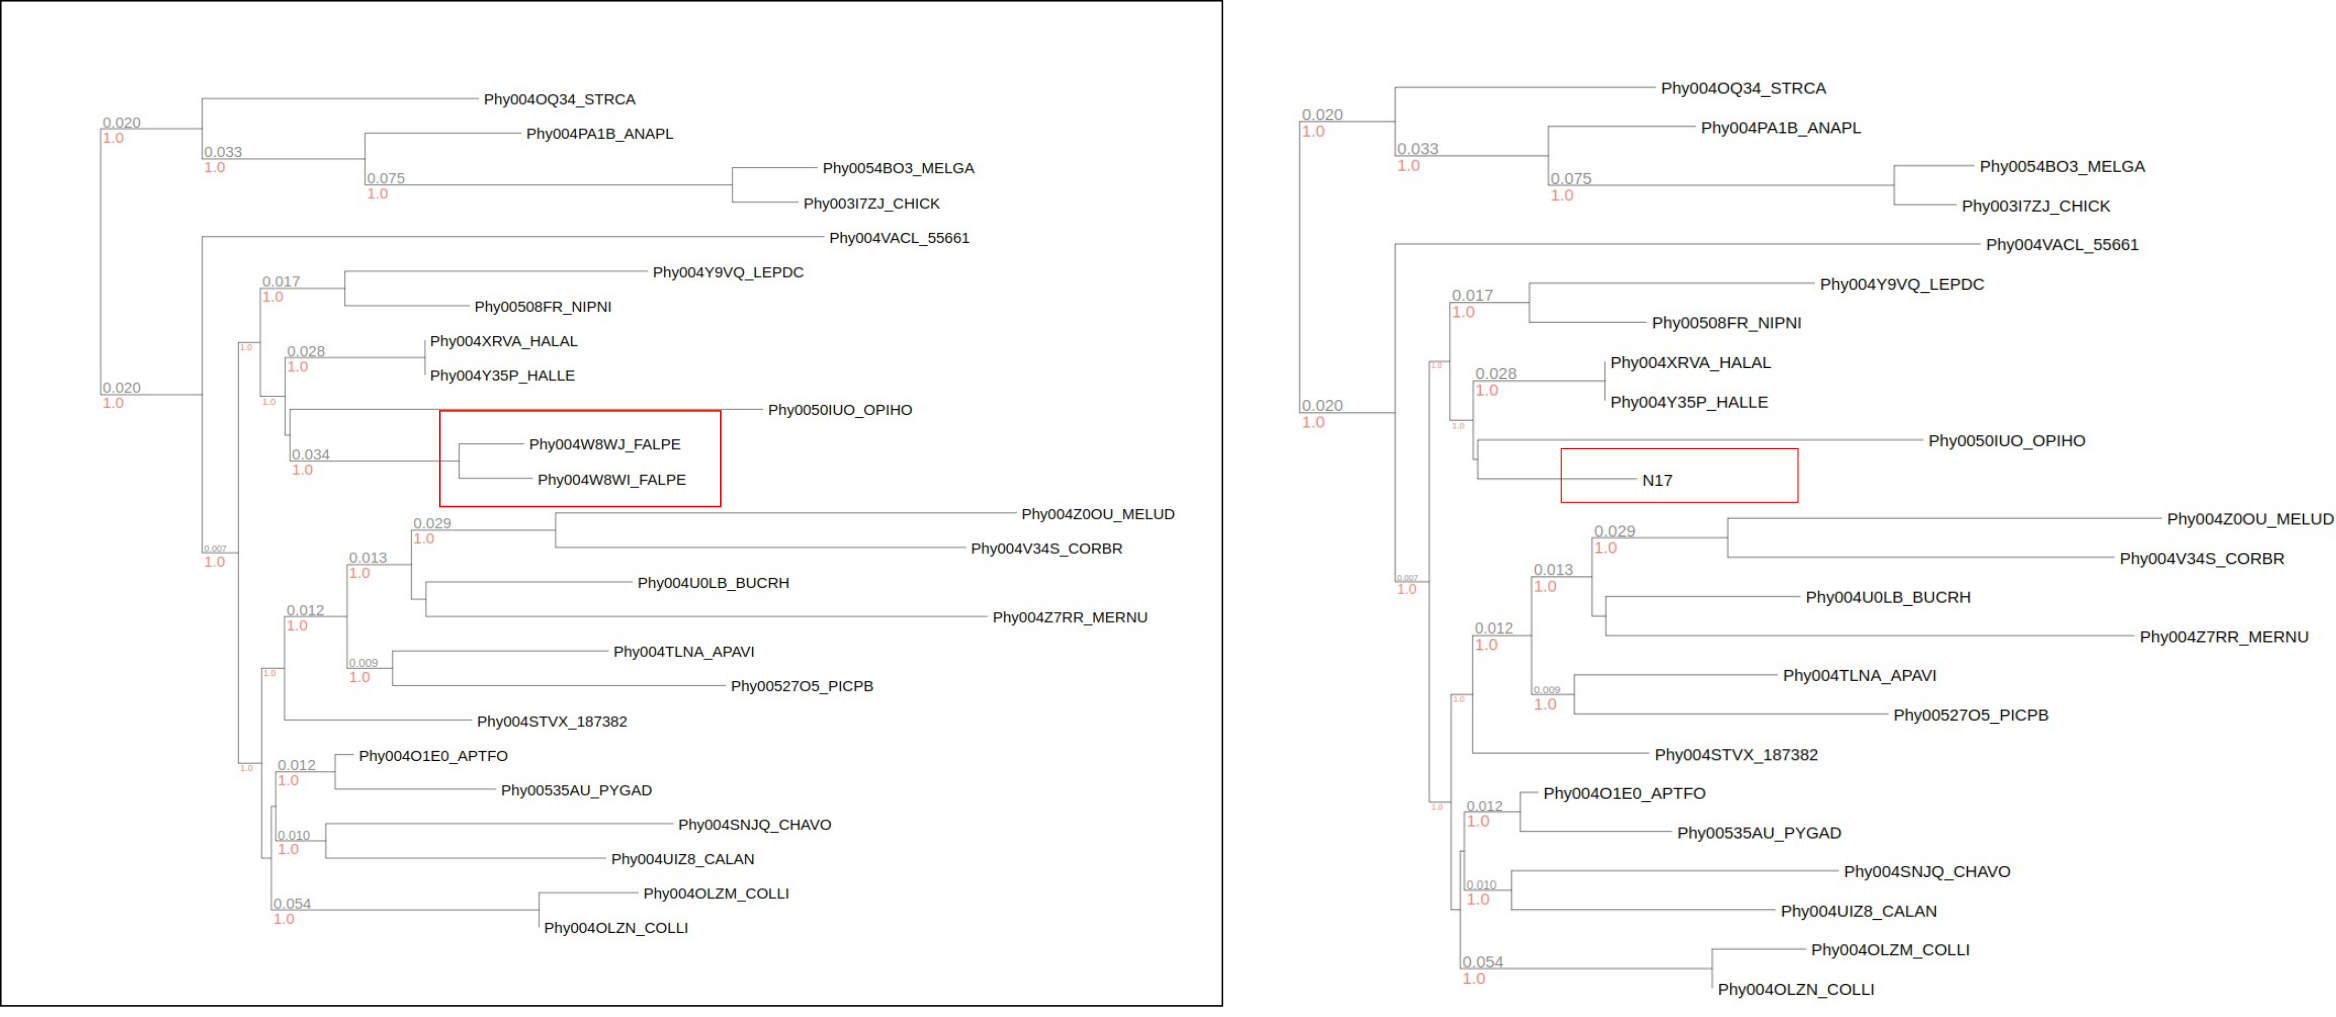 Phy004OQ34_STRCA
0.020
1.0
Phy004PA1B_ANAPL
0.033
1.0
Phy0054BO3_MELGA
0.075
1.0
Phy003I7ZJ_CHICK
Phy004VACL_55661
Phy004Y9VQ_LEPDC
0.017
1.0
Phy00508FR_NIPNI
Phy004XRVA_HALAL
1.0
0.028
1.0
Phy004Y35P_HALLE
0.020
1.0
1.0
Phy0050IUO_OPIHO
Phy004W8WJ_FALPE
0.034
1.0
Phy004W8WI_FALPE
Phy004Z0OU_MELUD
0.029
1.0
Phy004V34S_CORBR
0.007
1.0
0.013
1.0
Phy004U0LB_BUCRH
0.012
1.0
Phy004Z7RR_MERNU
Phy004TLNA_APAVI
0.009
1.0
1.0
Phy00527O5_PICPB
Phy004STVX_187382
Phy004O1E0_APTFO
1.0
0.012
1.0
Phy00535AU_PYGAD
Phy004SNJQ_CHAVO
0.010
1.0
Phy004UIZ8_CALAN
Phy004OLZM_COLLI
0.054
1.0
Phy004OLZN_COLLI
Phy004OQ34_STRCA
0.020
1.0
Phy004PA1B_ANAPL
0.033
1.0
Phy0054BO3_MELGA
0.075
1.0
Phy003I7ZJ_CHICK
Phy004VACL_55661
Phy004Y9VQ_LEPDC
0.017
1.0
Phy00508FR_NIPNI
Phy004XRVA_HALAL
1.0
0.028
1.0
Phy004Y35P_HALLE
0.020
1.0
1.0
Phy0050IUO_OPIHO
N17
Phy004Z0OU_MELUD
0.029
1.0
Phy004V34S_CORBR
0.007
1.0
0.013
1.0
Phy004U0LB_BUCRH
0.012
1.0
Phy004Z7RR_MERNU
Phy004TLNA_APAVI
0.009
1.0
1.0
Phy00527O5_PICPB
Phy004STVX_187382
Phy004O1E0_APTFO
1.0
0.012
1.0
Phy00535AU_PYGAD
Phy004SNJQ_CHAVO
0.010
1.0
Phy004UIZ8_CALAN
Phy004OLZM_COLLI
0.054
1.0
Phy004OLZN_COLLI